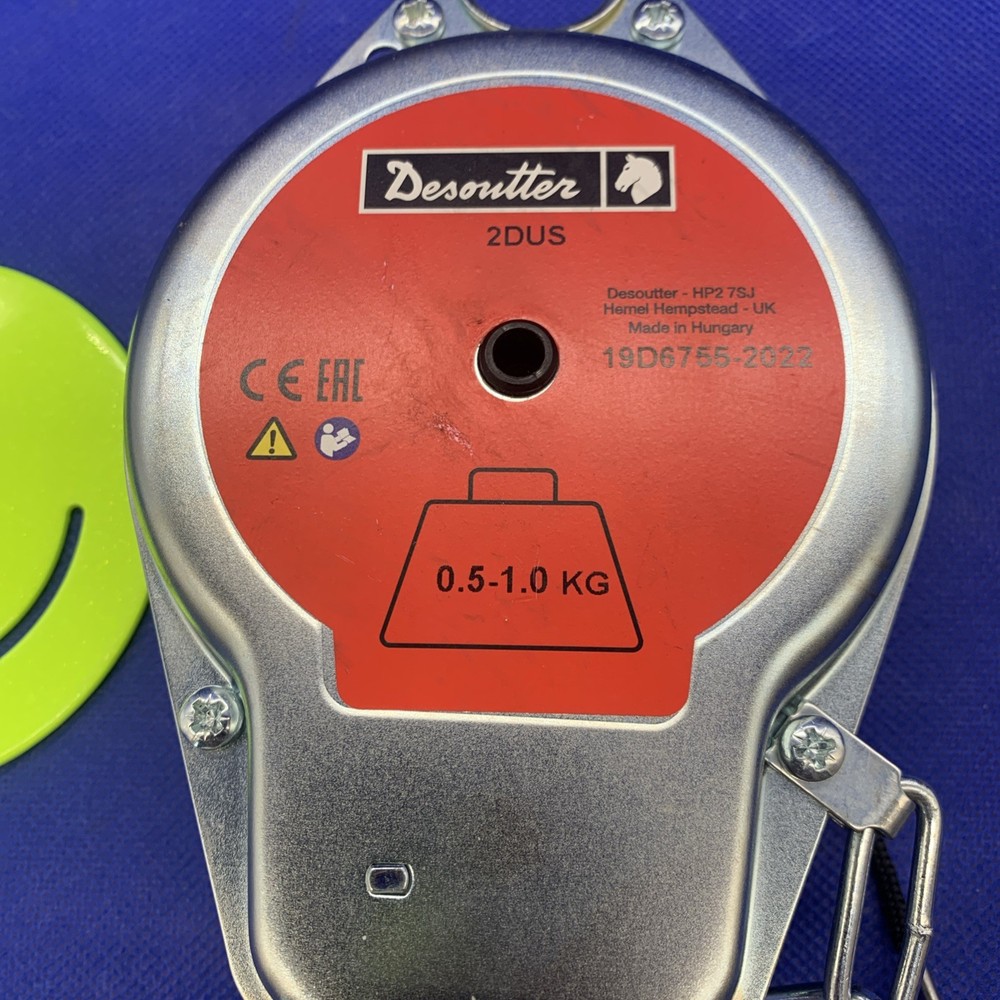 Desoutter
2DUS
Desoutter - HP2 7SJ
Hemel Hempstead - UK
Made in Hungary
19D6755-2022
CE EAC
0.5-1.0 KG